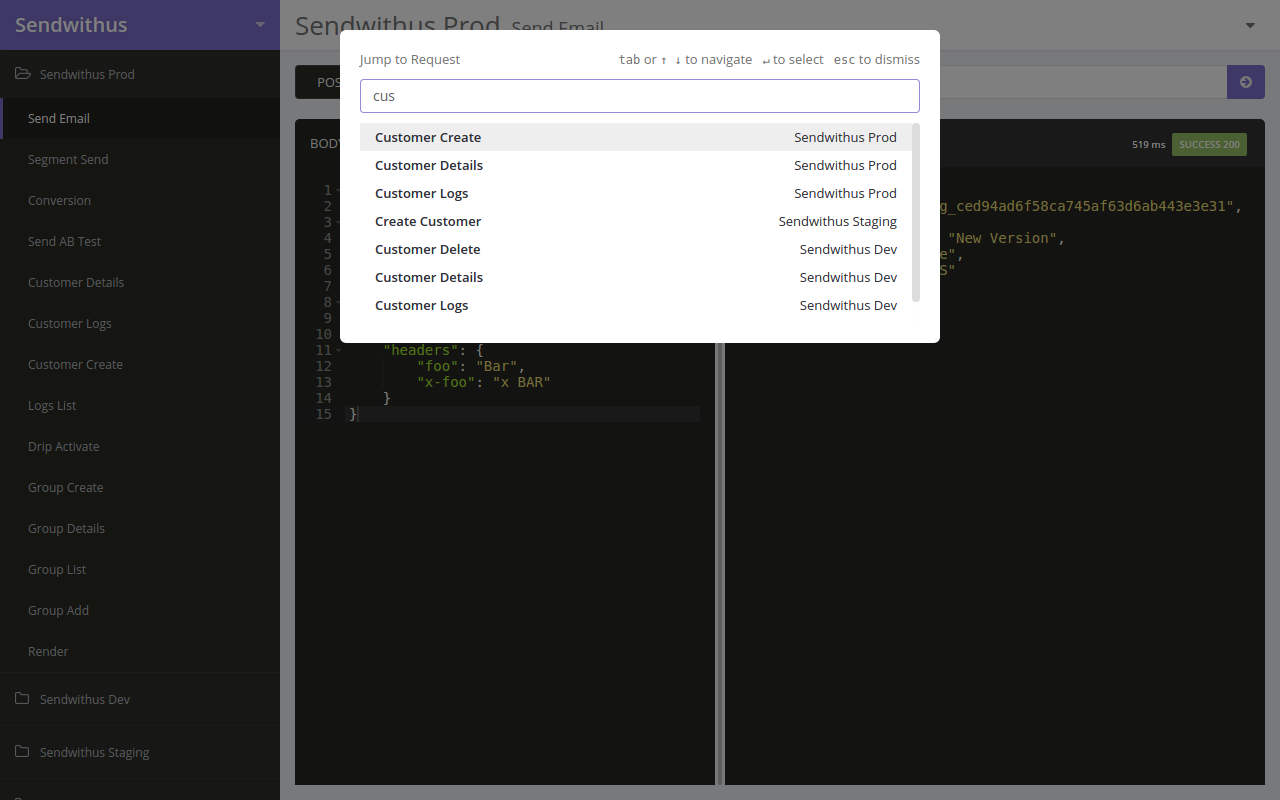 Sendwithus
Sendwithus Prod Send Email
Sendwithus Prod
Send Email
Segment Send
Conversion
Send AB Test
Customer Details
Customer Logs
Customer Create
Logs List
Drip Activate
Group Create
Group Details
Group List
Group Add
Render
Sendwithus Dev
Sendwithus Staging
Jump to Request tab or ↑ ↓ to navigate ↵ to select esc to dismiss
cus
Customer Create Sendwithus Prod
Customer Details Sendwithus Prod
Customer Logs Sendwithus Prod
Create Customer Sendwithus Staging
Customer Delete Sendwithus Dev
Customer Details Sendwithus Dev
Customer Logs Sendwithus Dev
POS
BODY
519 ms SUCCESS 200
1
2
3
4
5
6
7
8
9
10
11 "headers": {
12 "foo": "Bar",
13 "x-foo": "x BAR"
14 }
15 }
g_ced94ad6f58ca745af63d6ab443e3e31",
"New Version",
e",
S"